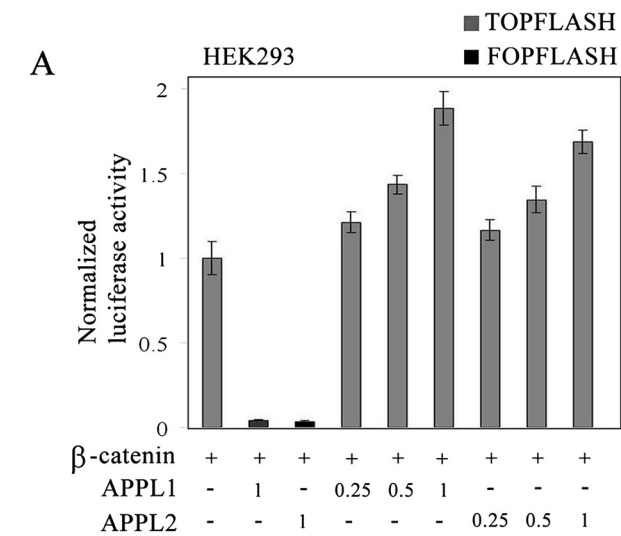 TOPFLASH
A HEK293 FOPFLASH
2
1.5
1
0.5
0
Normalized
luciferase activity
β-catenin + + + + + + + + +
APPL1 - 1 - 0.25 0.5 1 - - -
APPL2 - - 1 - - - 0.25 0.5 1